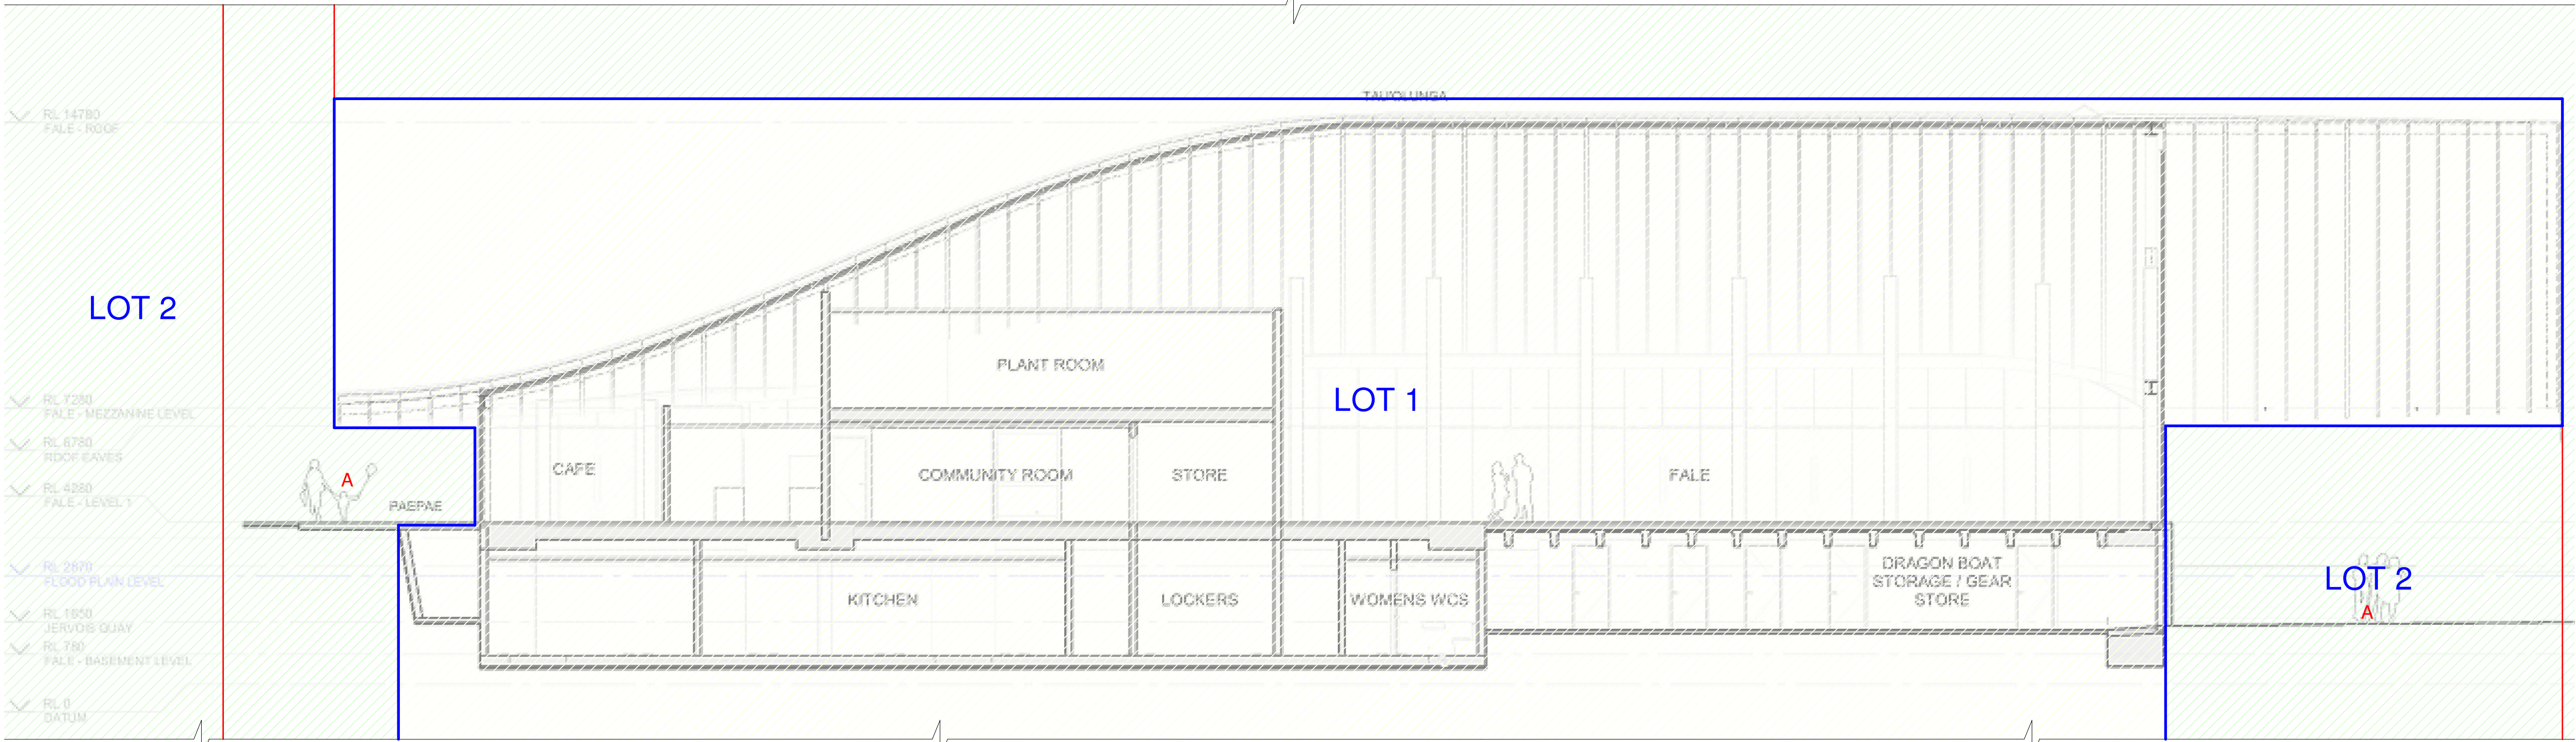 TAU'OLUNGA
RL 14780
FALE - ROOF
LOT 2
PLANT ROOM
LOT 1
RL 7280
FALE - MEZZANINE LEVEL
RL 6780
ROOF EAVES
RL 4280
FALE - LEVEL 1
A
PAEPAE
CAFE
COMMUNITY ROOM
STORE
FALE
RL 2870
FLOOD PLAIN LEVEL
RL 1650
JERVOIS QUAY
RL 780
FALE - BASEMENT LEVEL
RL 0
DATUM
KITCHEN
LOCKERS
WOMENS WCS
DRAGON BOAT
STORAGE / GEAR
STORE
LOT 2
A